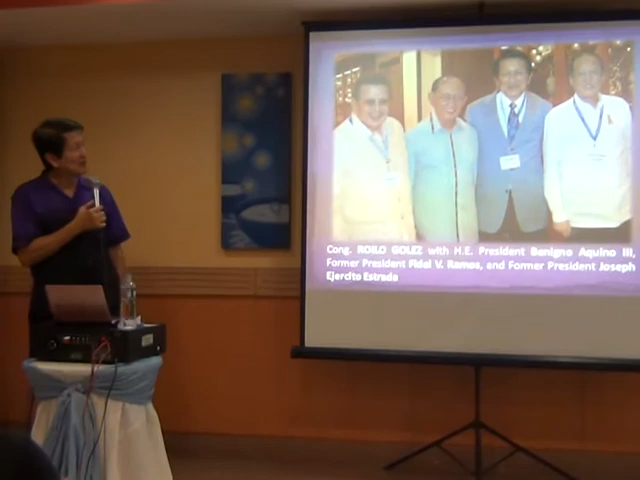 Cong. ROILO GOLEZ with H.E. President Benigno Aquino III,
Former President Fidel V. Ramos, and Former President Joseph
Ejercito Estrada